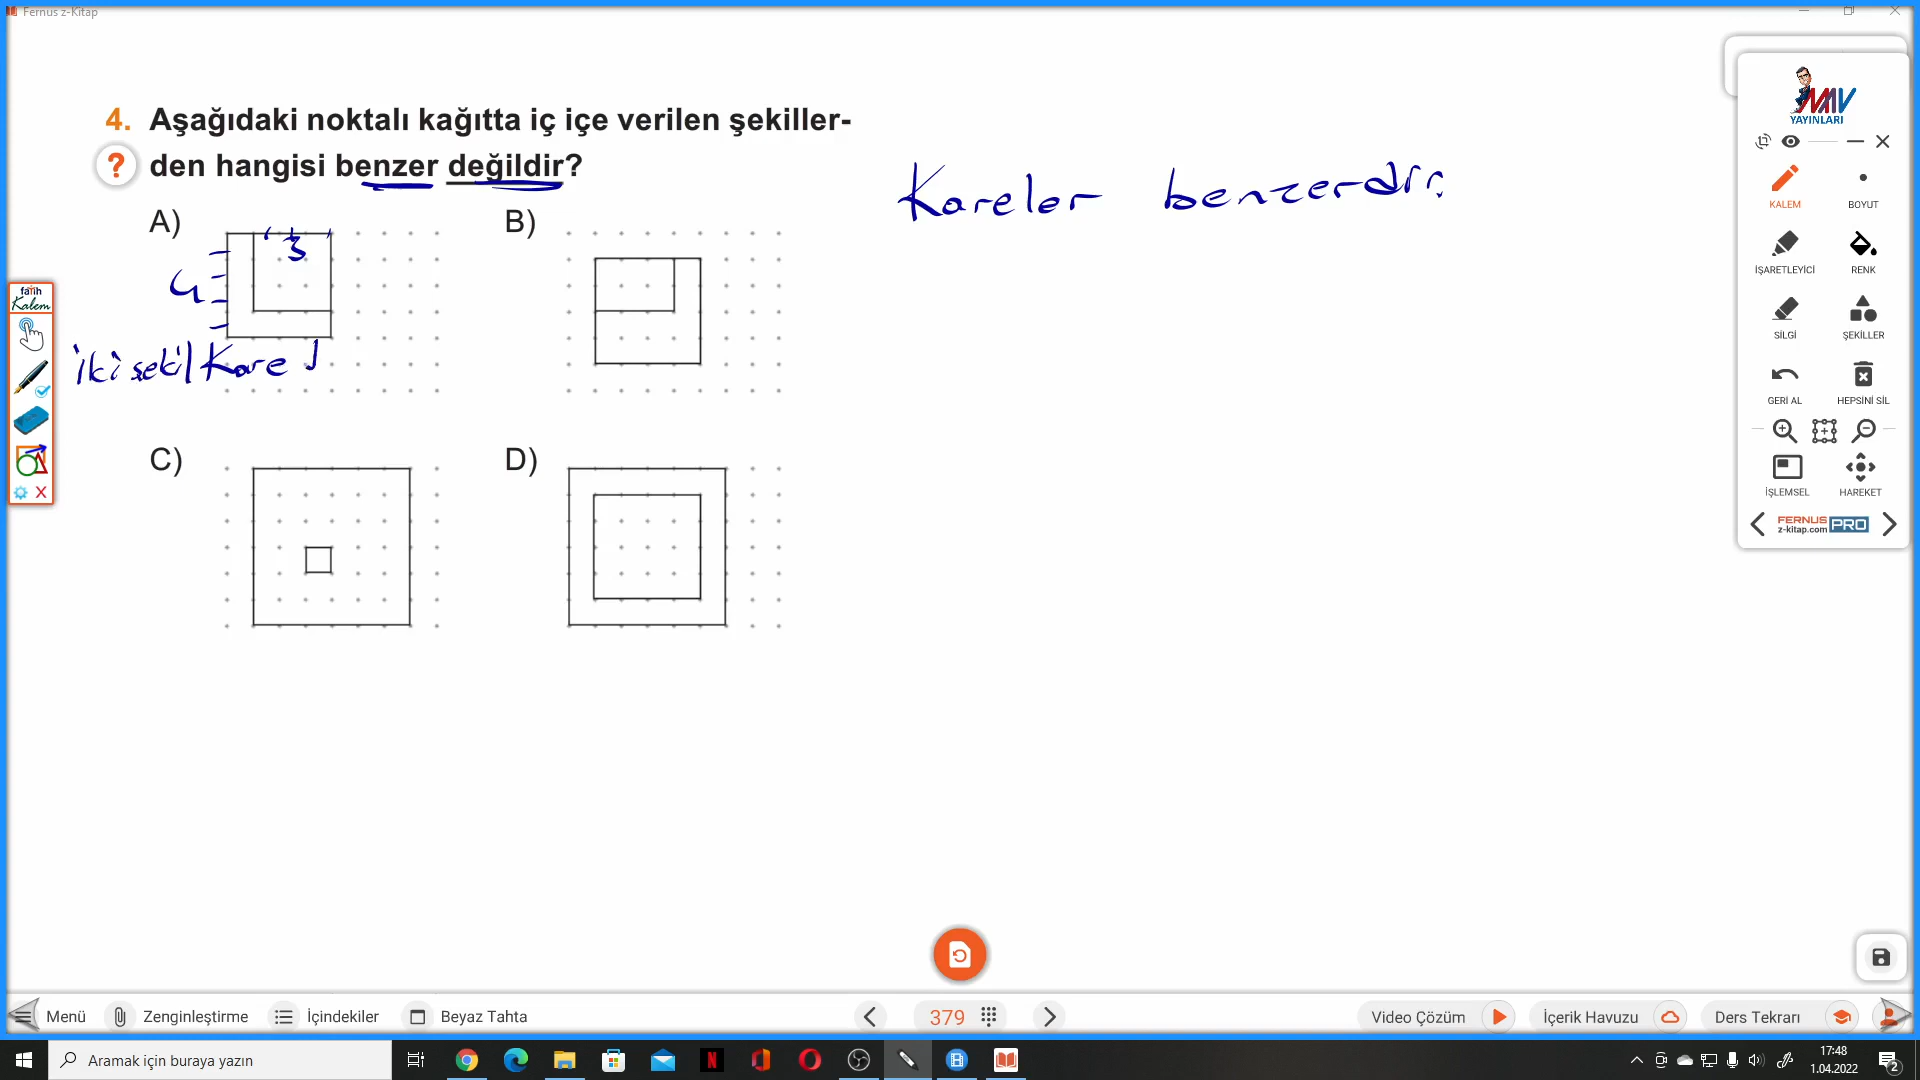 Fernus z-Kitap
4. Aşağıdaki noktalı kağıtta iç içe verilen şekiller-
? den hangisi benzer değildir?
Kareler benzerdir.
A)
3
4
iki şekil Kare
B)
C)
D)
fatih
Kalem
X
MAV
YAYINLARI
KALEM
BOYUT
İŞARETLEYİCİ
RENK
SİLGİ
ŞEKİLLER
GERİ AL
HEPSİNİ SİL
İŞLEMSEL
HAREKET
FERNUS PRO
z-kitap.com
Menü
Zenginleştirme
İçindekiler
Beyaz Tahta
379
Video Çözüm
İçerik Havuzu
Ders Tekrarı
Aramak için buraya yazın
N
17:48
1.04.2022
2